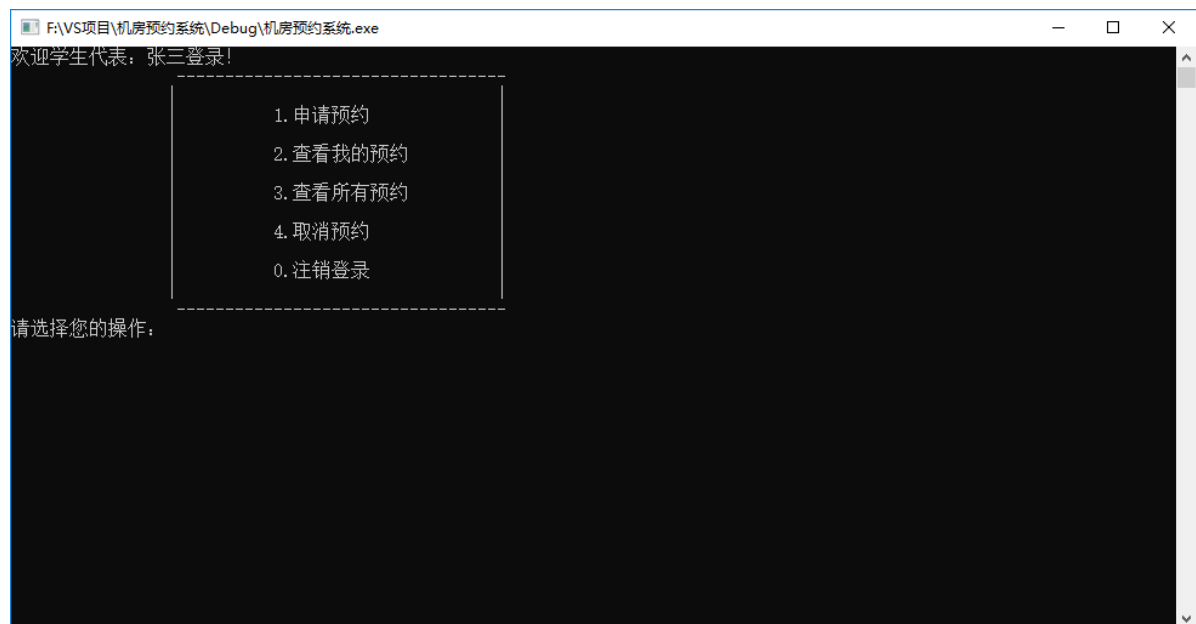 F:\VS项目\机房预约系统\Debug\机房预约系统.exe
欢迎学生代表：张三登录！
1.申请预约
2.查看我的预约
3.查看所有预约
4.取消预约
0.注销登录
请选择您的操作：